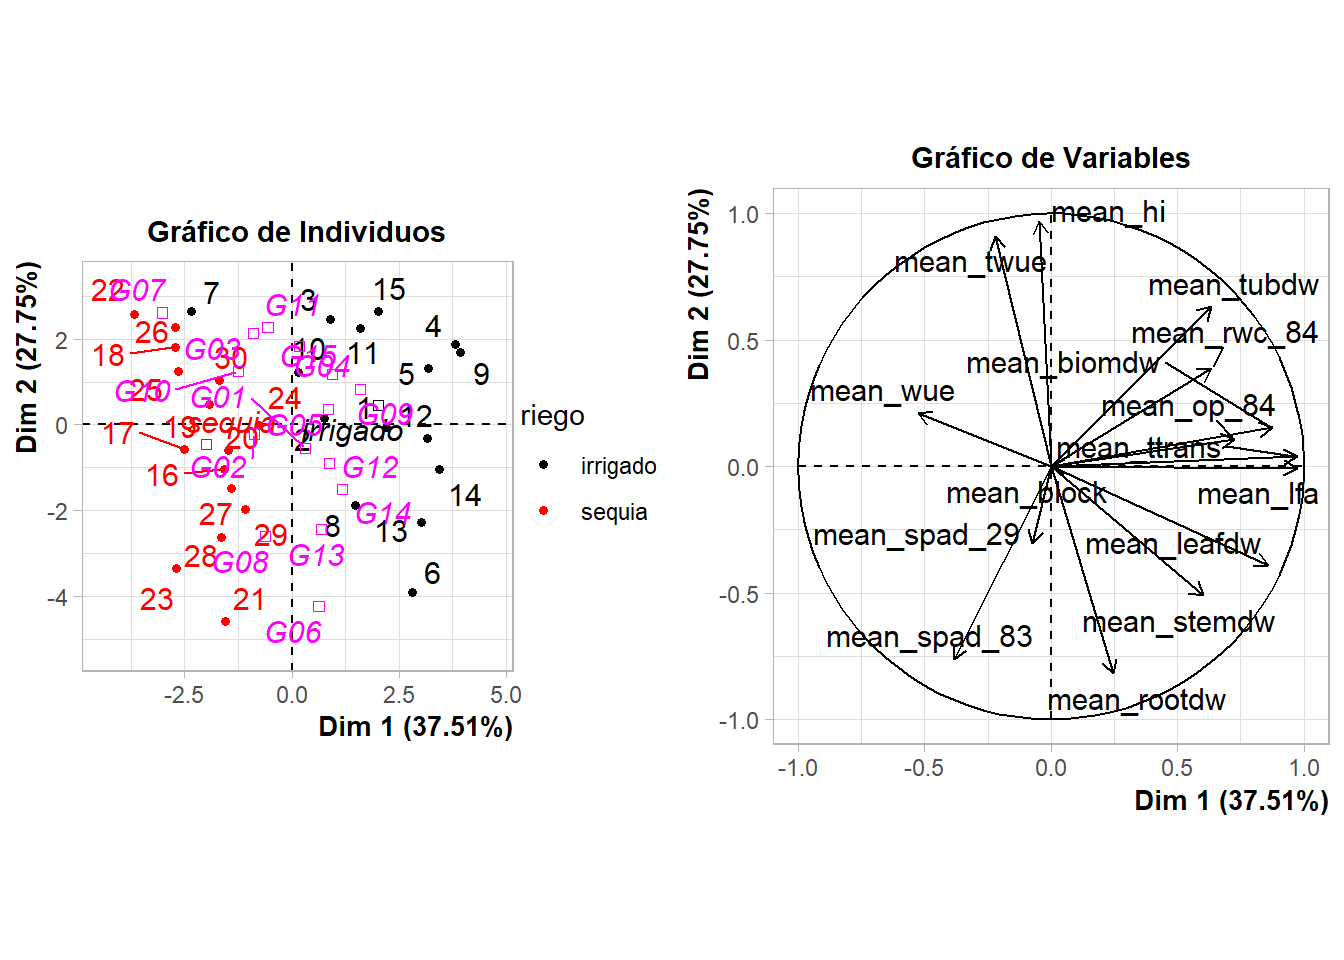 Gráfico de Individuos
Dim 2 (27.75%)
2
0
-2
-4
-2.5
0.0
2.5
5.0
Dim 1 (37.51%)
22
G07
7
G11
3
15
26
4
18
G03
30
10
G15
G04
11
5
9
25
G10
G01
24
1
G09
12
17
19
sequia
20
G05
2
irrigado
16
G02
G12
14
27
29
8
G14
13
28
G08
G13
6
23
21
G06
riego
irrigado
sequia
Gráfico de Variables
Dim 2 (27.75%)
1.0
0.5
0.0
-0.5
-1.0
-1.0
-0.5
0.0
0.5
1.0
Dim 1 (37.51%)
mean_hi
mean_twue
mean_tubdw
mean_rwc_84
mean_biomdw
mean_wue
mean_op_84
mean_ttrans
mean_block
mean_lfa
mean_spad_29
mean_leafdw
mean_stemdw
mean_spad_83
mean_rootdw